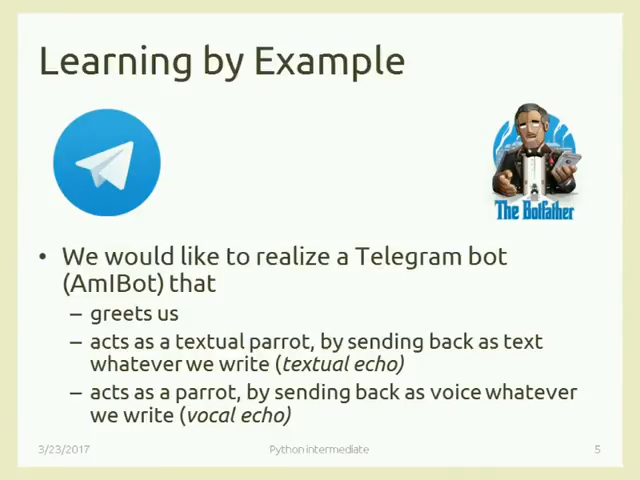 Learning by Example
The Botfather
• We would like to realize a Telegram bot
(AmIBot) that
– greets us
– acts as a textual parrot, by sending back as text
whatever we write (textual echo)
– acts as a parrot, by sending back as voice whatever
we write (vocal echo)
3/23/2017 Python intermediate 5